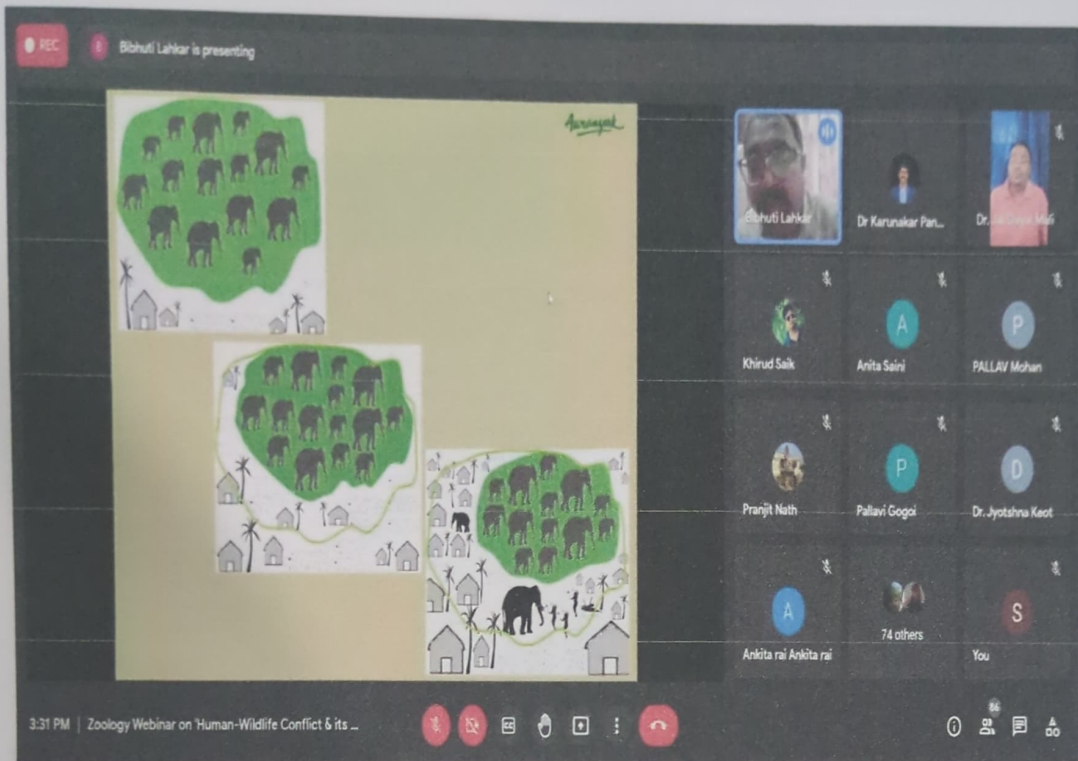 REC
B
Bibhuti Lahkar is presenting
Aaranyak
Bibhuti Lahkar
Dr Karunakar Pan...
Dr.
Khirud Saik
A
Anita Saini
P
PALLAV Mohan
Pranjit Nath
P
Pallavi Gogoi
D
Dr. Jyotshna Keot
A
Ankita rai Ankita rai
74 others
S
You
3:31 PM | Zoology Webinar on 'Human-Wildlife Conflict & its ...
CC
86